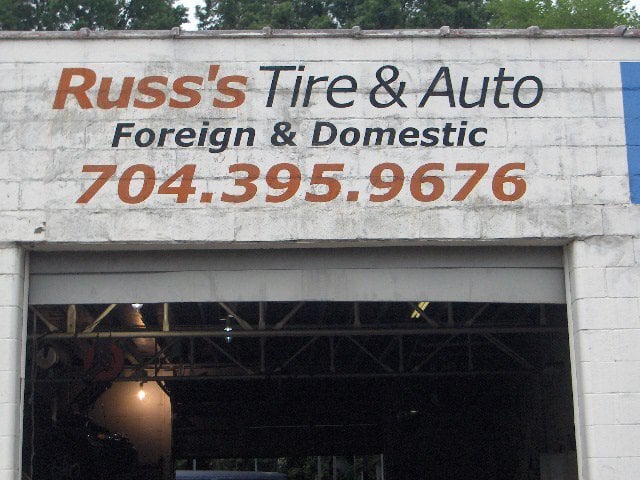 Russ's Tire & Auto
Foreign & Domestic
704.395.9676